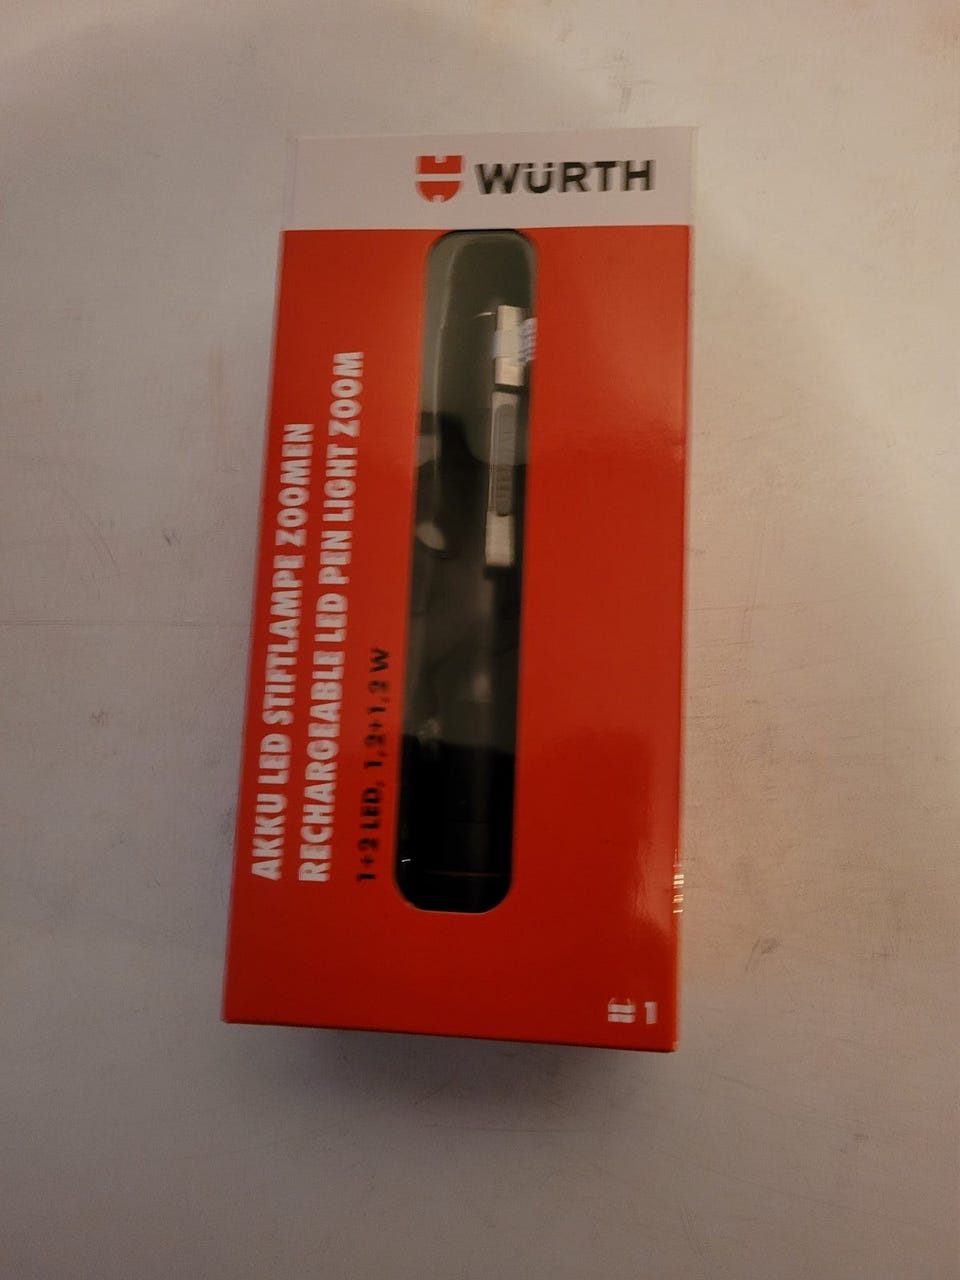 WÜRTH
AKKU LED STIFTLAMPE ZOOMEN
RECHARGEABLE LED PEN LIGHT ZOOM
1+2 LED, 1,2+1,2 W
1